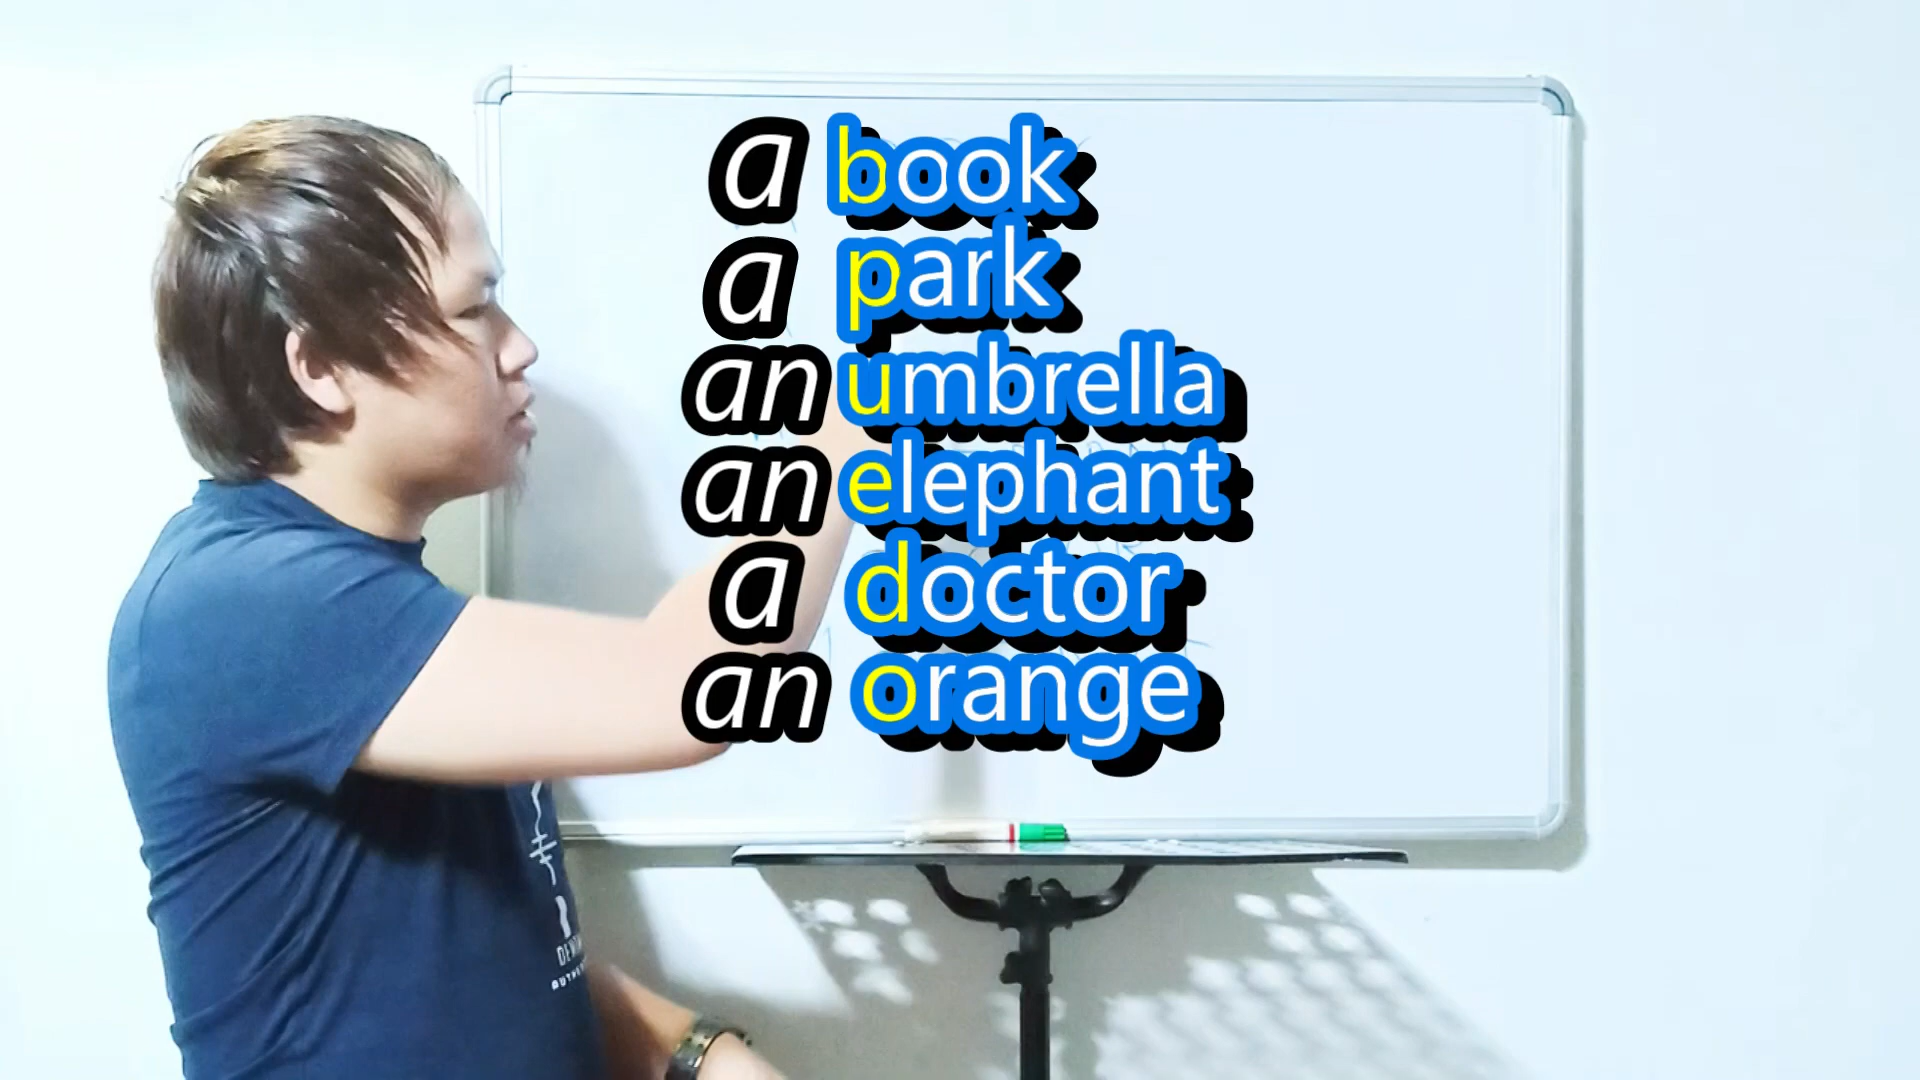 a book
a park
an umbrella
an elephant
a doctor
an orange